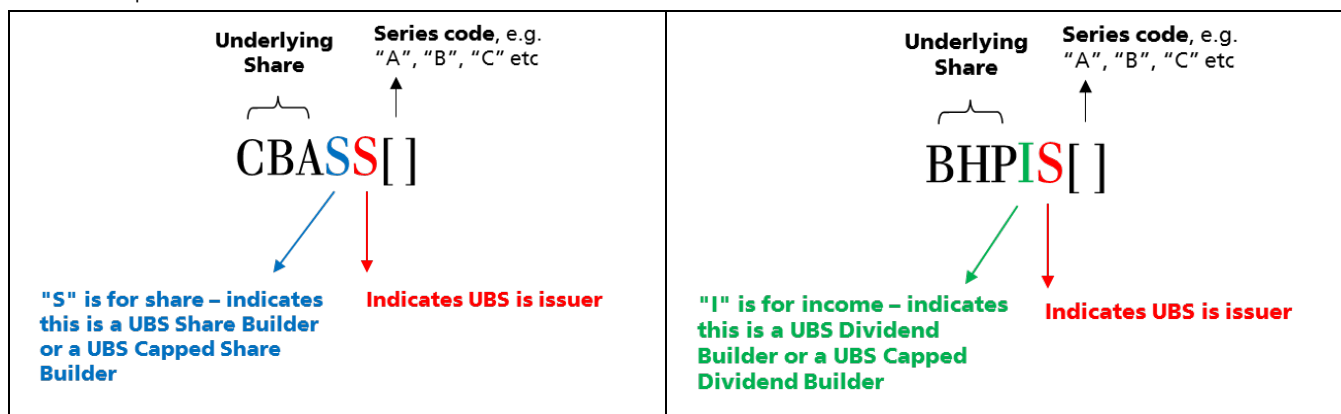 Underlying
Share
Series code, e.g.
“A”, “B”, “C” etc
CBASS[ ]
"S" is for share – indicates
this is a UBS Share Builder
or a UBS Capped Share
Builder
Indicates UBS is issuer
Underlying
Share
Series code, e.g.
“A”, “B”, “C” etc
BHPIS[ ]
"I" is for income – indicates
this is a UBS Dividend
Builder or a UBS Capped
Dividend Builder
Indicates UBS is issuer